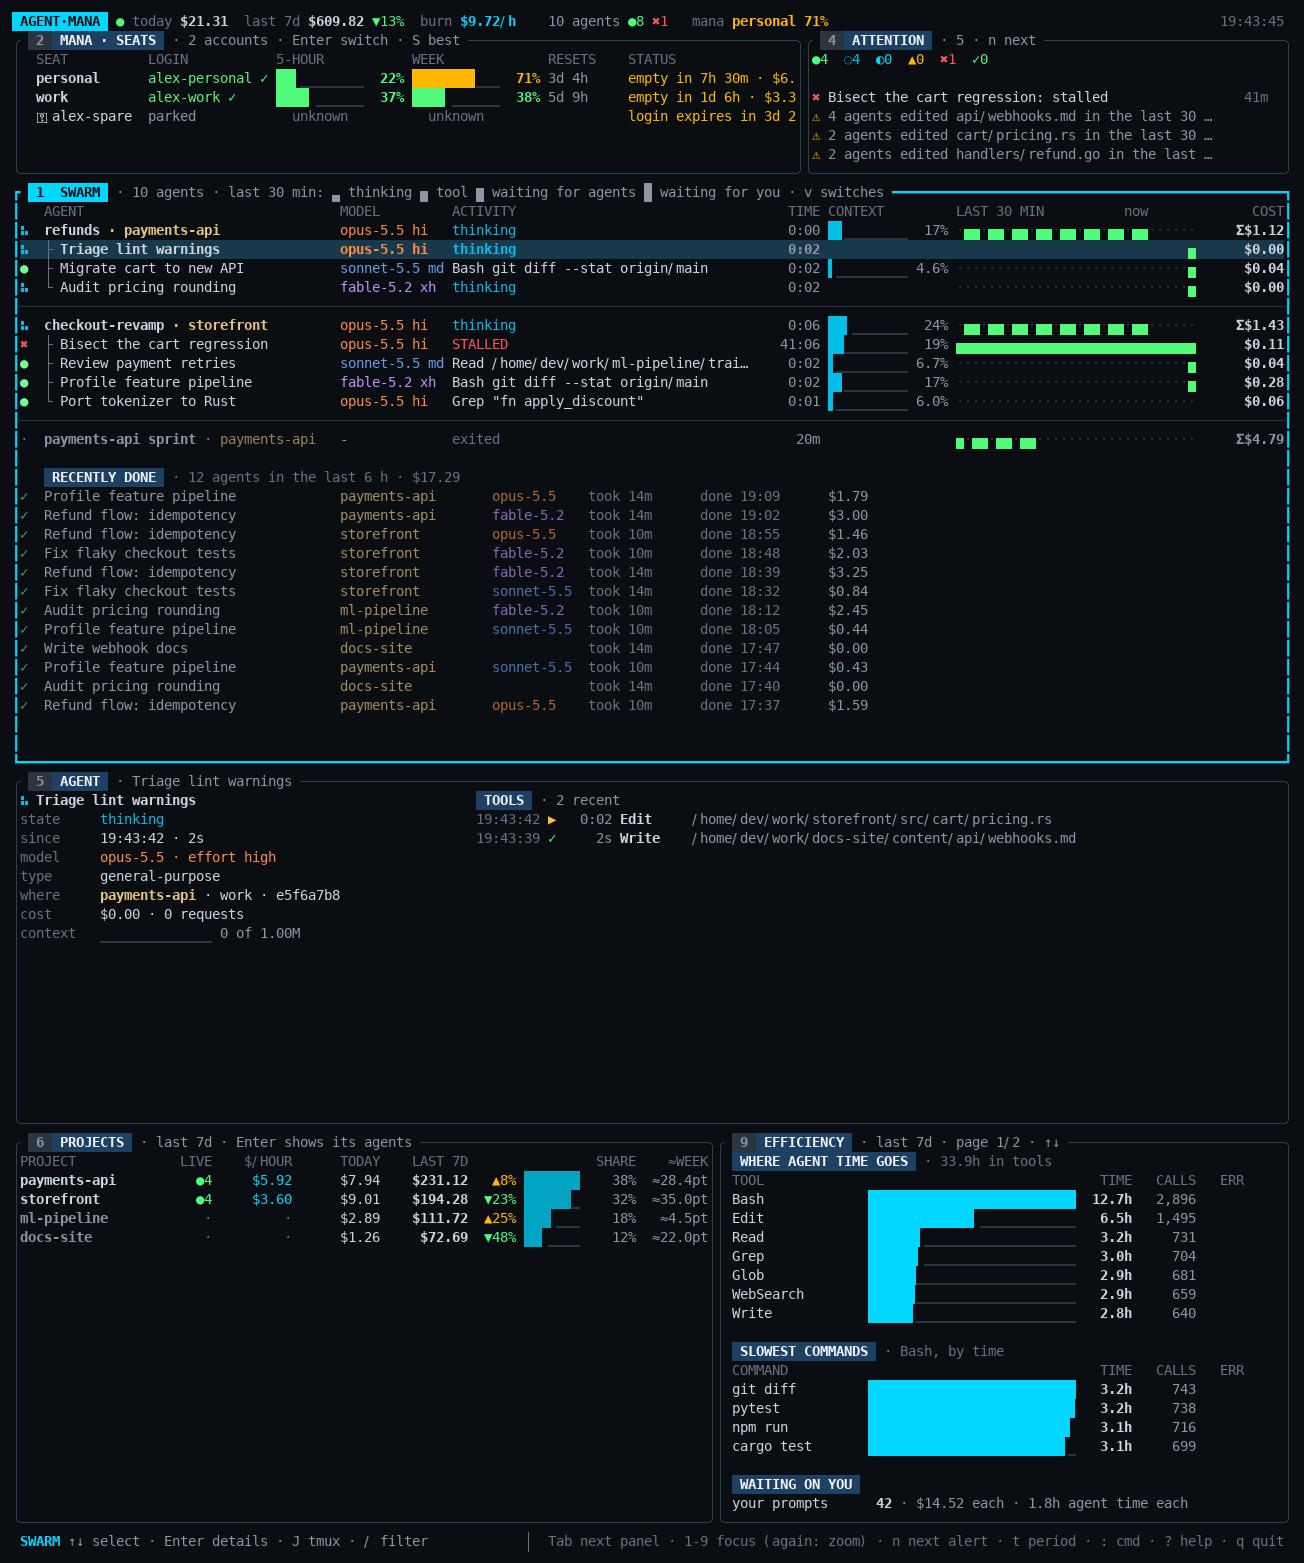 AGENT·MANA ● today $21.31 last 7d $609.82 ▼13% burn $9.72/h 10 agents ●8 ✖1 mana personal 71% 19:43:45
2 MANA · SEATS · 2 accounts · Enter switch · S best
SEAT LOGIN 5-HOUR WEEK RESETS STATUS
personal alex-personal ✓ 22% 71% 3d 4h empty in 7h 30m · $6.
work alex-work ✓ 37% 38% 5d 9h empty in 1d 6h · $3.3
alex-spare parked unknown unknown login expires in 3d 2
4 ATTENTION · 5 · n next
●4 ◌4 ◐0 ▲0 ✖1 ✓0
✖ Bisect the cart regression: stalled 41m
⚠ 4 agents edited api/webhooks.md in the last 30 …
⚠ 2 agents edited cart/pricing.rs in the last 30 …
⚠ 2 agents edited handlers/refund.go in the last …
1 SWARM · 10 agents · last 30 min: thinking tool waiting for agents waiting for you · v switches
AGENT MODEL ACTIVITY TIME CONTEXT LAST 30 MIN now COST
refunds · payments-api opus-5.5 hi thinking 0:00 17% Σ$1.12
Triage lint warnings opus-5.5 hi thinking 0:02 $0.00
● Migrate cart to new API sonnet-5.5 md Bash git diff --stat origin/main 0:02 4.6% $0.04
Audit pricing rounding fable-5.2 xh thinking 0:02 $0.00
checkout-revamp · storefront opus-5.5 hi thinking 0:06 24% Σ$1.43
✖ Bisect the cart regression opus-5.5 hi STALLED 41:06 19% $0.11
● Review payment retries sonnet-5.5 md Read /home/dev/work/ml-pipeline/trai… 0:02 6.7% $0.04
● Profile feature pipeline fable-5.2 xh Bash git diff --stat origin/main 0:02 17% $0.28
● Port tokenizer to Rust opus-5.5 hi Grep "fn apply_discount" 0:01 6.0% $0.06
· payments-api sprint · payments-api - exited 20m Σ$4.79
RECENTLY DONE · 12 agents in the last 6 h · $17.29
✓ Profile feature pipeline payments-api opus-5.5 took 14m done 19:09 $1.79
✓ Refund flow: idempotency payments-api fable-5.2 took 14m done 19:02 $3.00
✓ Refund flow: idempotency storefront opus-5.5 took 10m done 18:55 $1.46
✓ Fix flaky checkout tests storefront fable-5.2 took 10m done 18:48 $2.03
✓ Refund flow: idempotency storefront fable-5.2 took 14m done 18:39 $3.25
✓ Fix flaky checkout tests storefront sonnet-5.5 took 14m done 18:32 $0.84
✓ Audit pricing rounding ml-pipeline fable-5.2 took 10m done 18:12 $2.45
✓ Profile feature pipeline ml-pipeline sonnet-5.5 took 10m done 18:05 $0.44
✓ Write webhook docs docs-site took 14m done 17:47 $0.00
✓ Profile feature pipeline payments-api sonnet-5.5 took 10m done 17:44 $0.43
✓ Audit pricing rounding docs-site took 14m done 17:40 $0.00
✓ Refund flow: idempotency payments-api opus-5.5 took 10m done 17:37 $1.59
5 AGENT · Triage lint warnings
Triage lint warnings
state thinking
since 19:43:42 · 2s
model opus-5.5 · effort high
type general-purpose
where payments-api · work · e5f6a7b8
cost $0.00 · 0 requests
context 0 of 1.00M
TOOLS · 2 recent
19:43:42 ▶ 0:02 Edit /home/dev/work/storefront/src/cart/pricing.rs
19:43:39 ✓ 2s Write /home/dev/work/docs-site/content/api/webhooks.md
6 PROJECTS · last 7d · Enter shows its agents
PROJECT LIVE $/HOUR TODAY LAST 7D SHARE ≈WEEK
payments-api ●4 $5.92 $7.94 $231.12 ▲8% 38% ≈28.4pt
storefront ●4 $3.60 $9.01 $194.28 ▼23% 32% ≈35.0pt
ml-pipeline · · $2.89 $111.72 ▲25% 18% ≈4.5pt
docs-site · · $1.26 $72.69 ▼48% 12% ≈22.0pt
9 EFFICIENCY · last 7d · page 1/2 · ↑↓
WHERE AGENT TIME GOES · 33.9h in tools
TOOL TIME CALLS ERR
Bash 12.7h 2,896
Edit 6.5h 1,495
Read 3.2h 731
Grep 3.0h 704
Glob 2.9h 681
WebSearch 2.9h 659
Write 2.8h 640
SLOWEST COMMANDS · Bash, by time
COMMAND TIME CALLS ERR
git diff 3.2h 743
pytest 3.2h 738
npm run 3.1h 716
cargo test 3.1h 699
WAITING ON YOU
your prompts 42 · $14.52 each · 1.8h agent time each
SWARM ↑↓ select · Enter details · J tmux · / filter Tab next panel · 1-9 focus (again: zoom) · n next alert · t period · : cmd · ? help · q quit